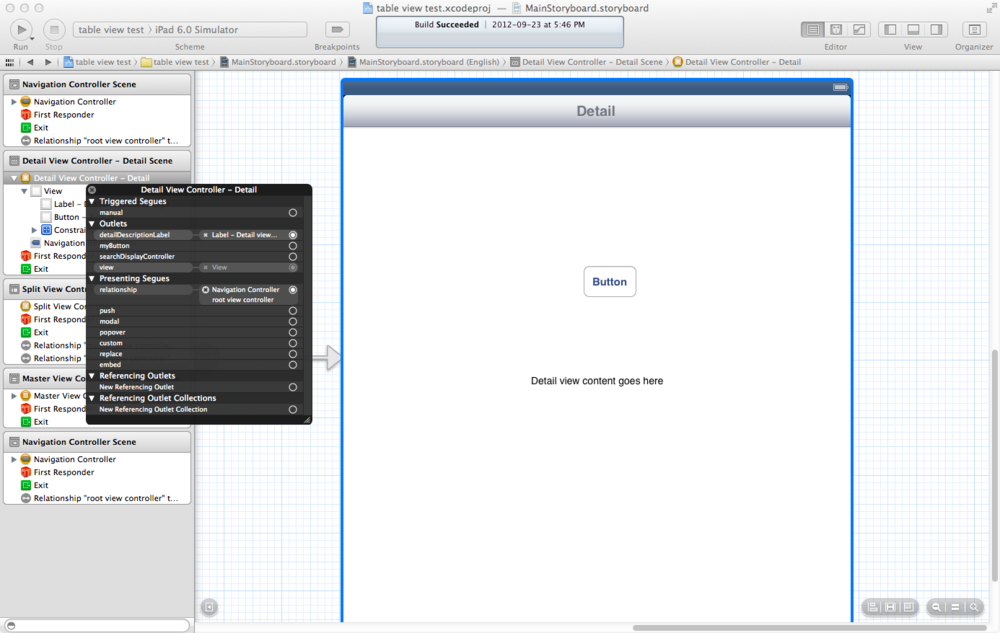 table view test.xcodeproj — MainStoryboard.storyboard
Run
Stop
table view test 〉 iPad 6.0 Simulator
Scheme
Breakpoints
Build Succeeded | 2012-09-23 at 5:46 PM
Editor
View
Organizer
table view test 〉 table view test 〉 MainStoryboard.storyboard 〉 MainStoryboard.storyboard (English) 〉 Detail View Controller – Detail Scene 〉 Detail View Controller – Detail
Navigation Controller Scene
Navigation Controller
First Responder
Exit
Relationship "root view controller" t...
Detail View Controller – Detail Scene
Detail View Controller – Detail
View
Label –
Button –
Constrai
Navigation
First Respond
Exit
Split View Cont
Split View Co
First Respond
Exit
Relationship
Relationship
Master View Co
Master View C
First Respond
Exit
Navigation Controller Scene
Navigation Controller
First Responder
Exit
Relationship "root view controller" t...
Detail View Controller – Detail
Triggered Segues
manual
Outlets
detailDescriptionLabel
Label – Detail view...
myButton
searchDisplayController
view
View
Presenting Segues
relationship
Navigation Controller
root view controller
push
modal
popover
custom
replace
embed
Referencing Outlets
New Referencing Outlet
Referencing Outlet Collections
New Referencing Outlet Collection
Detail
Button
Detail view content goes here